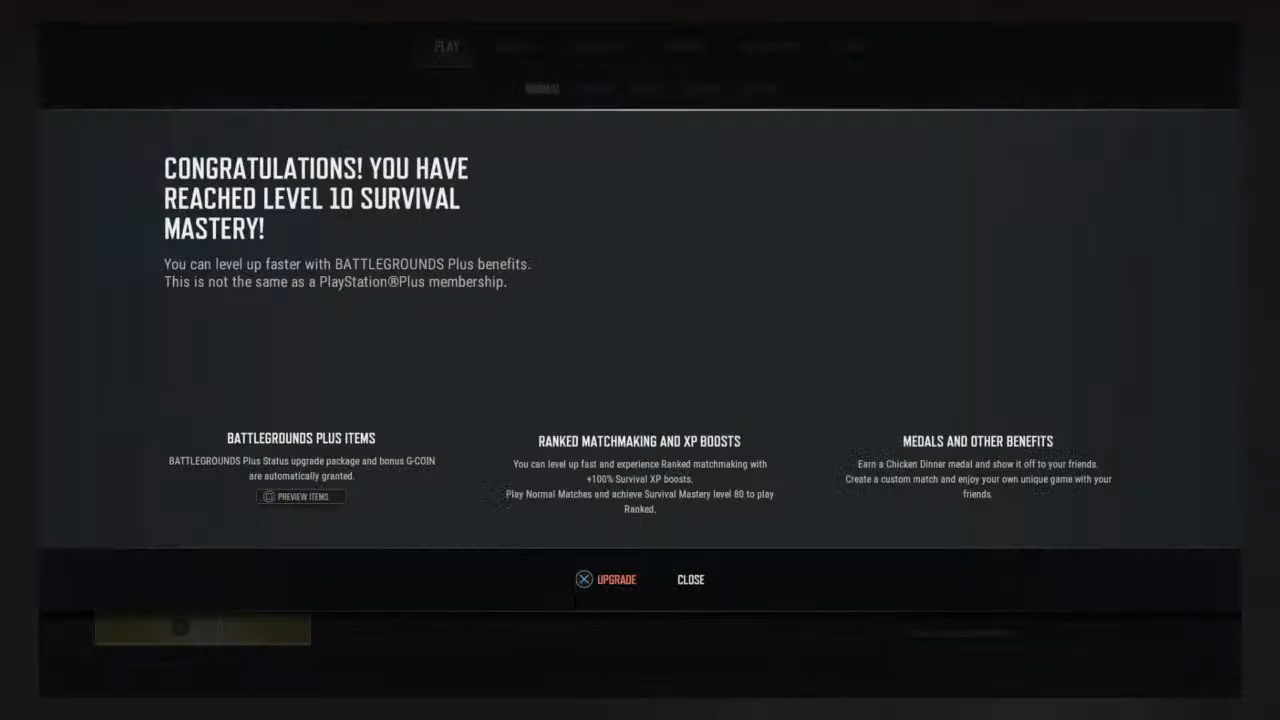 PLAY
NORMAL
CONGRATULATIONS! YOU HAVE
REACHED LEVEL 10 SURVIVAL
MASTERY!
You can level up faster with BATTLEGROUNDS Plus benefits.
This is not the same as a PlayStation®Plus membership.
BATTLEGROUNDS PLUS ITEMS
BATTLEGROUNDS Plus Status upgrade package and bonus G-COIN
are automatically granted.
PREVIEW ITEMS
RANKED MATCHMAKING AND XP BOOSTS
You can level up fast and experience Ranked matchmaking with
+100% Survival XP boosts.
Play Normal Matches and achieve Survival Mastery level 80 to play
Ranked.
MEDALS AND OTHER BENEFITS
Earn a Chicken Dinner medal and show it off to your friends.
Create a custom match and enjoy your own unique game with your
friends.
UPGRADE
CLOSE